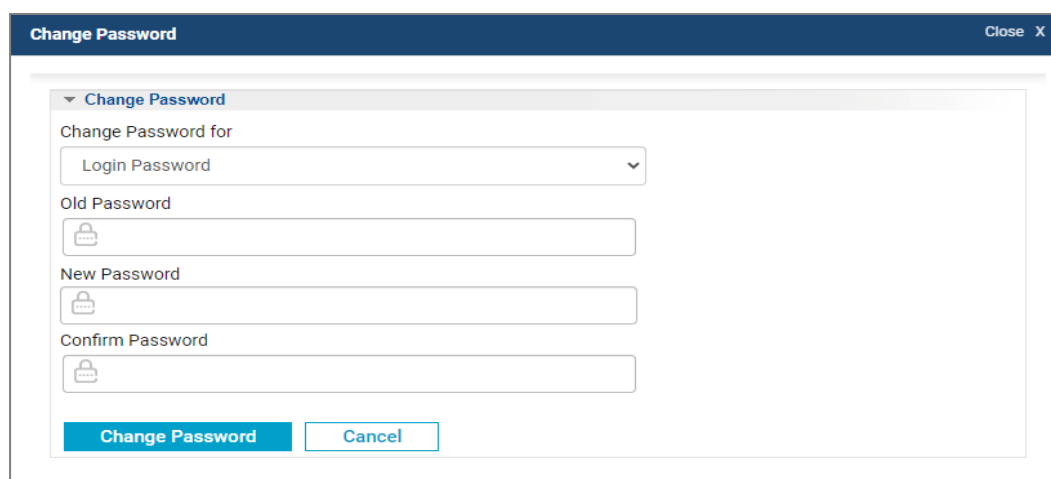 Change Password Close X
Change Password
Change Password for
Login Password
Old Password
New Password
Confirm Password
Change Password Cancel